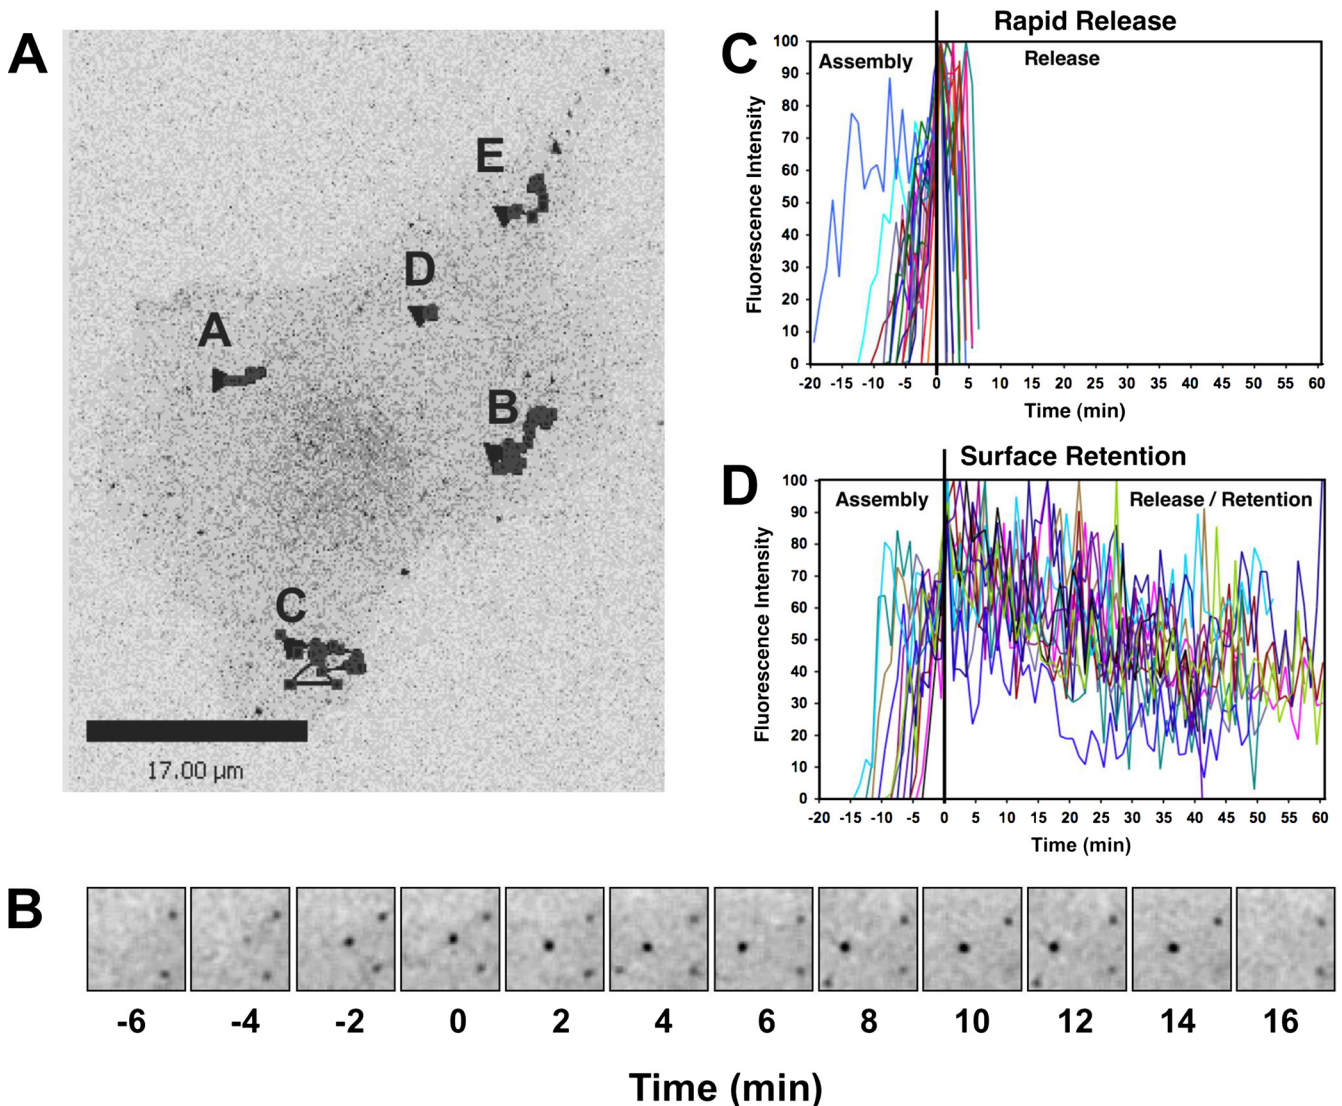 A
E
D
A
B
C
17.00 µm
C
Rapid Release
Assembly
Release
Fluorescence Intensity
100
90
80
70
60
50
40
30
20
10
0
-20 -15 -10 -5 0 5 10 15 20 25 30 35 40 45 50 55 60
Time (min)
D
Surface Retention
Assembly
Release / Retention
Fluorescence Intensity
100
90
80
70
60
50
40
30
20
10
0
-20 -15 -10 -5 0 5 10 15 20 25 30 35 40 45 50 55 60
Time (min)
B
-6 -4 -2 0 2 4 6 8 10 12 14 16
Time (min)